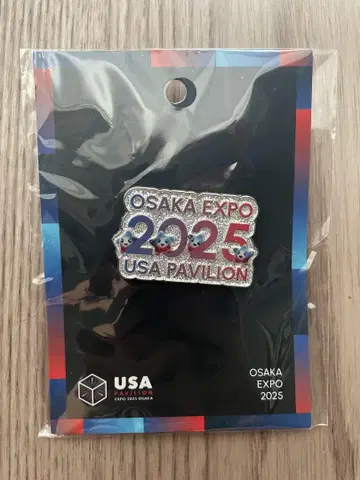 OSAKA EXPO
2025
USA PAVILION
USA
PAVILION
EXPO 2025 OSAKA
OSAKA
EXPO
2025